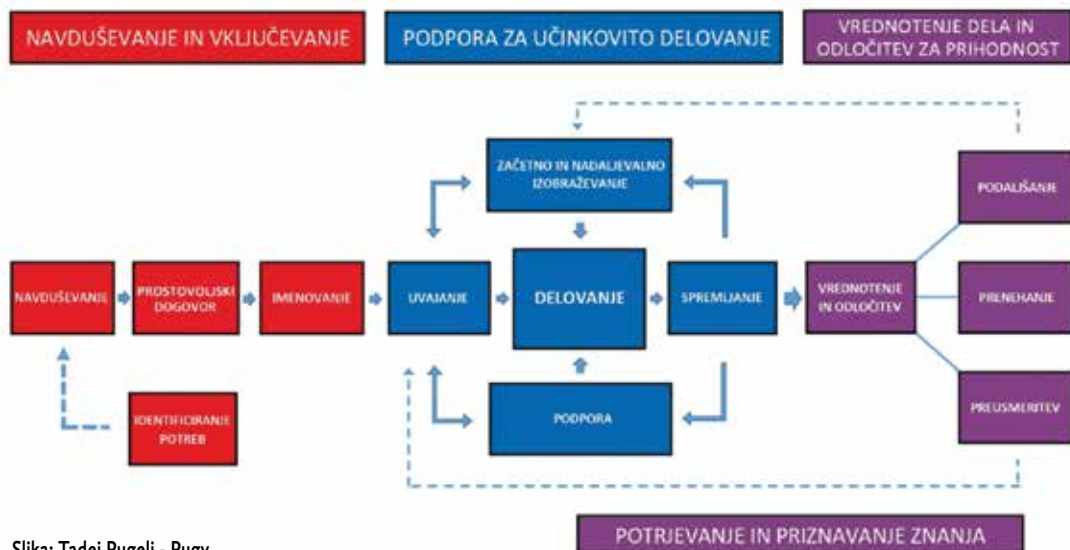 NAVDUŠEVANJE IN VKLJUČEVANJE
PODPORA ZA UČINKOVITO DELOVANJE
VREDNOTENJE DELA IN
ODLOČITEV ZA PRIHODNOST
ZAČETNO IN NADALJEVALNO
IZOBRAŽEVANJE
PODALIŠANJE
NAVDUŠEVANJE
PROSTOVOLJSKI
DOGOVOR
IMENOVANJE
UVAJANJE
DELOVANJE
SPREMLJANJE
VREDNOTENJE
IN ODLOČITEV
PRENEHANJE
IDENTIFICIRANJE
POTREB
PODPORA
PREUSMERITEV
POTRJEVANJE IN PRIZNAVANJE ZNANJA
Slika: Tadej Pugelj - Pugy